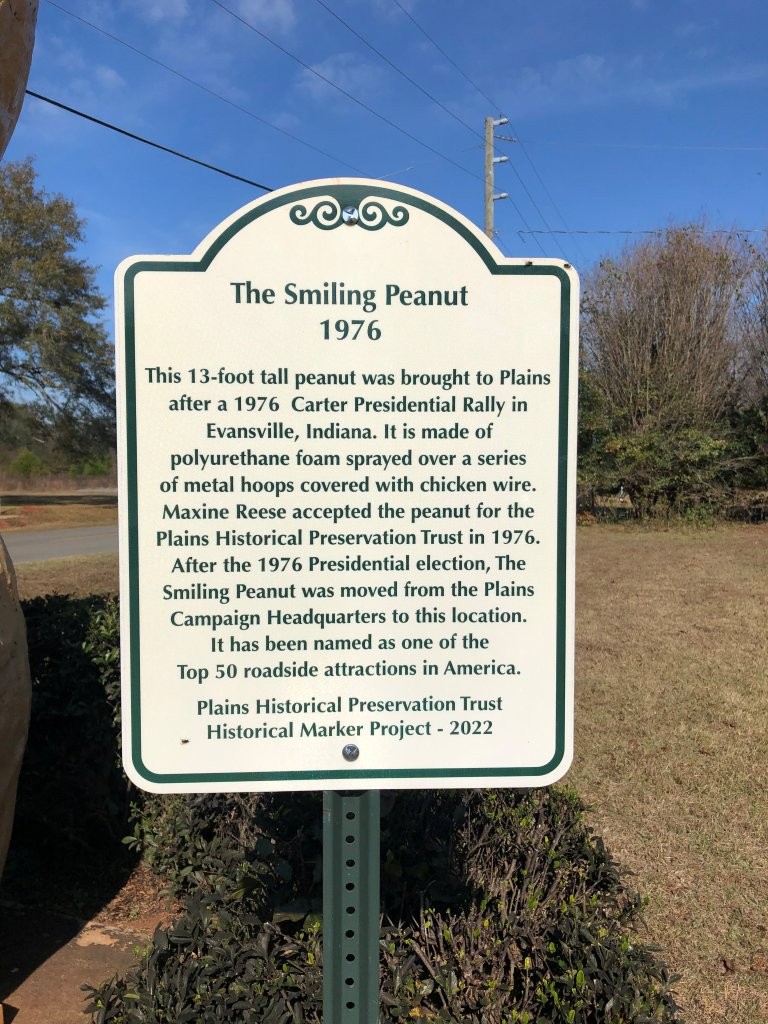 The Smiling Peanut
1976
This 13-foot tall peanut was brought to Plains
after a 1976 Carter Presidential Rally in
Evansville, Indiana. It is made of
polyurethane foam sprayed over a series
of metal hoops covered with chicken wire.
Maxine Reese accepted the peanut for the
Plains Historical Preservation Trust in 1976.
After the 1976 Presidential election, The
Smiling Peanut was moved from the Plains
Campaign Headquarters to this location.
It has been named as one of the
Top 50 roadside attractions in America.
Plains Historical Preservation Trust
Historical Marker Project - 2022